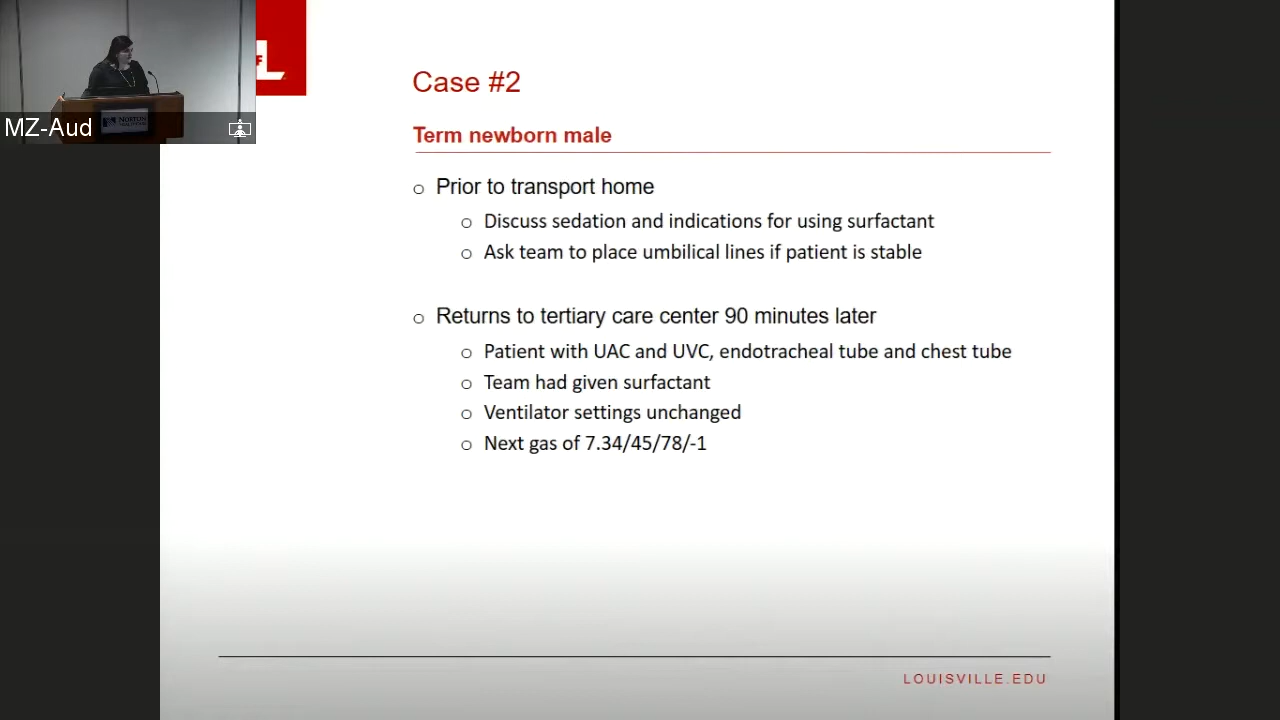 MZ-Aud
NORTON
F
L
Case #2
Term newborn male
Prior to transport home
Discuss sedation and indications for using surfactant
Ask team to place umbilical lines if patient is stable
Returns to tertiary care center 90 minutes later
Patient with UAC and UVC, endotracheal tube and chest tube
Team had given surfactant
Ventilator settings unchanged
Next gas of 7.34/45/78/-1
LOUISVILLE.EDU